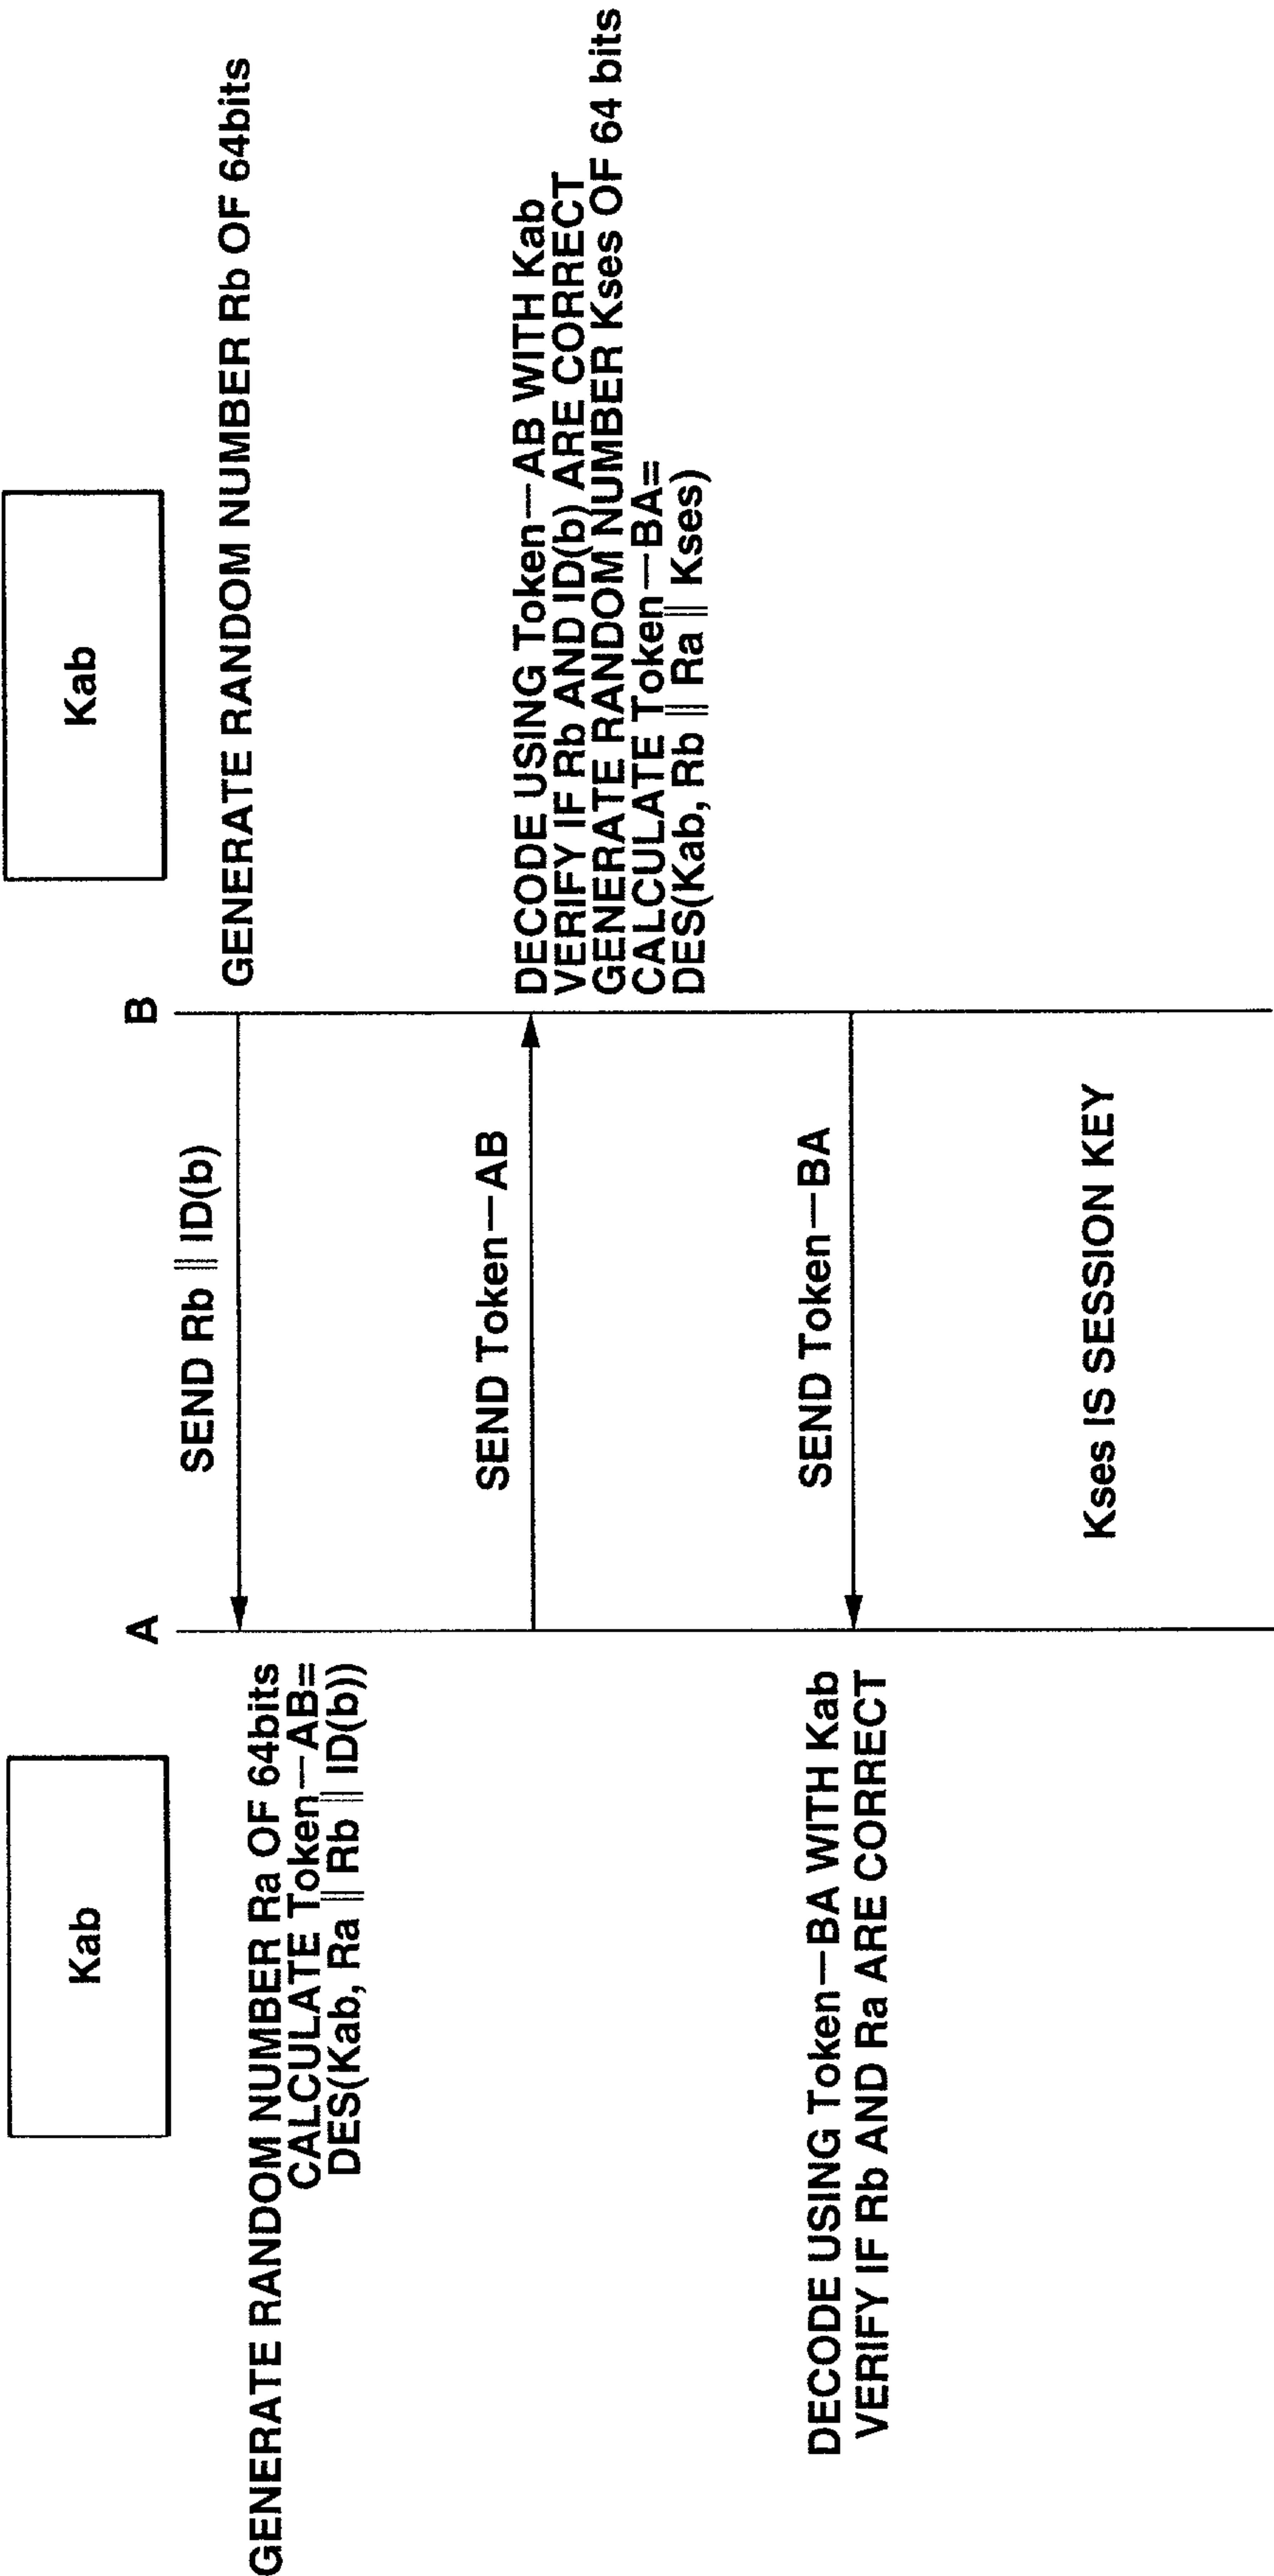 Kab
Kab
A
B
GENERATE RANDOM NUMBER Rb OF 64bits
SEND Rb ‖ ID(b)
GENERATE RANDOM NUMBER Ra OF 64bits
CALCULATE Token—AB=
DES(Kab, Ra ‖ Rb ‖ ID(b))
SEND Token—AB
DECODE USING Token—AB WITH Kab
VERIFY IF Rb AND ID(b) ARE CORRECT
GENERATE RANDOM NUMBER Kses OF 64 bits
CALCULATE Token—BA=
DES(Kab, Rb ‖ Ra ‖ Kses)
SEND Token—BA
DECODE USING Token—BA WITH Kab
VERIFY IF Rb AND Ra ARE CORRECT
Kses IS SESSION KEY